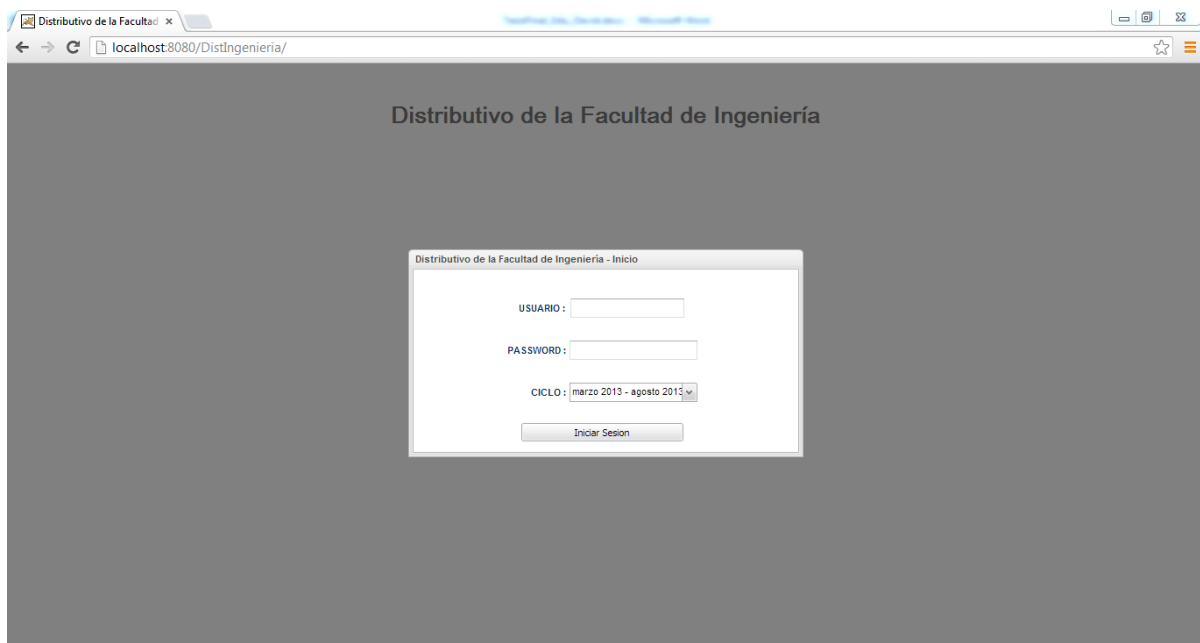 Distributivo de la Facultad
localhost:8080/DistIngenieria/
Distributivo de la Facultad de Ingeniería
Distributivo de la Facultad de Ingeniería - Inicio
USUARIO :
PASSWORD :
CICLO : marzo 2013 - agosto 2013
Iniciar Sesion